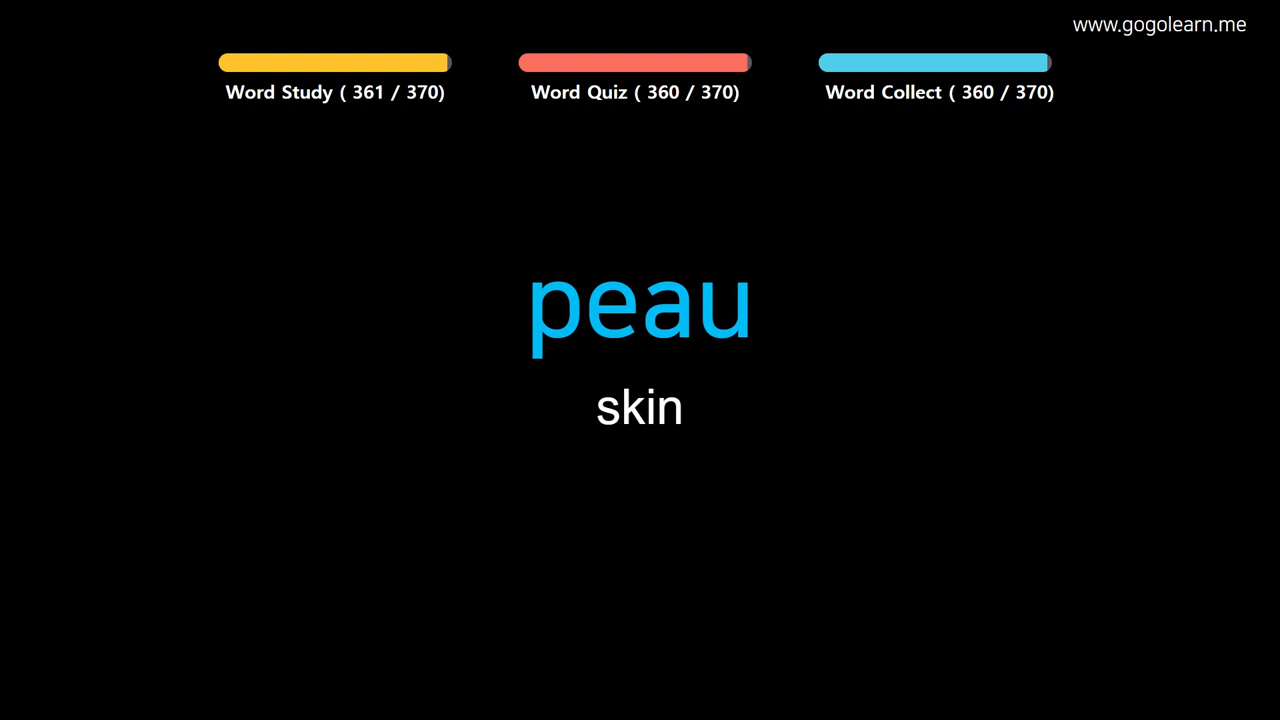 www.gogolearn.me
Word Study ( 361 / 370)
Word Quiz ( 360 / 370)
Word Collect ( 360 / 370)
peau
skin